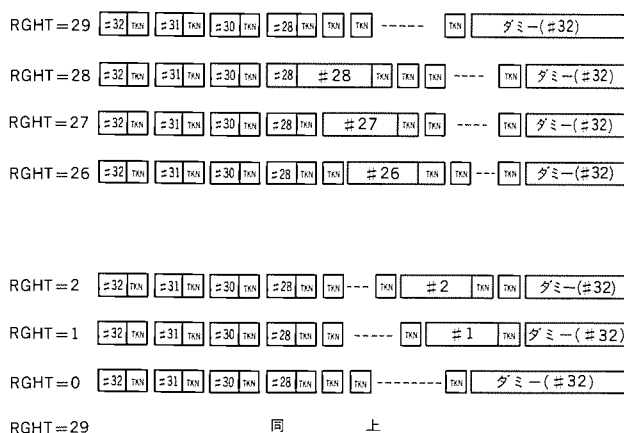 RGHT=29 #32 TKN #31 TKN #30 TKN #28 TKN TKN TKN ----- TKN ダミー(#32)
RGHT=28 #32 TKN #31 TKN #30 TKN #28 #28 TKN TKN TKN ---- TKN ダミー(#32)
RGHT=27 #32 TKN #31 TKN #30 TKN #28 TKN #27 TKN TKN ---- TKN ダミー(#32)
RGHT=26 #32 TKN #31 TKN #30 TKN #28 TKN TKN #26 TKN TKN --- TKN ダミー(#32)
RGHT=2 #32 TKN #31 TKN #30 TKN #28 TKN TKN --- TKN #2 TKN TKN ダミー(#32)
RGHT=1 #32 TKN #31 TKN #30 TKN #28 TKN TKN ----- TKN #1 TKN ダミー(#32)
RGHT=0 #32 TKN #31 TKN #30 TKN #28 TKN TKN TKN -------- TKN ダミー(#32)
RGHT=29 同 上